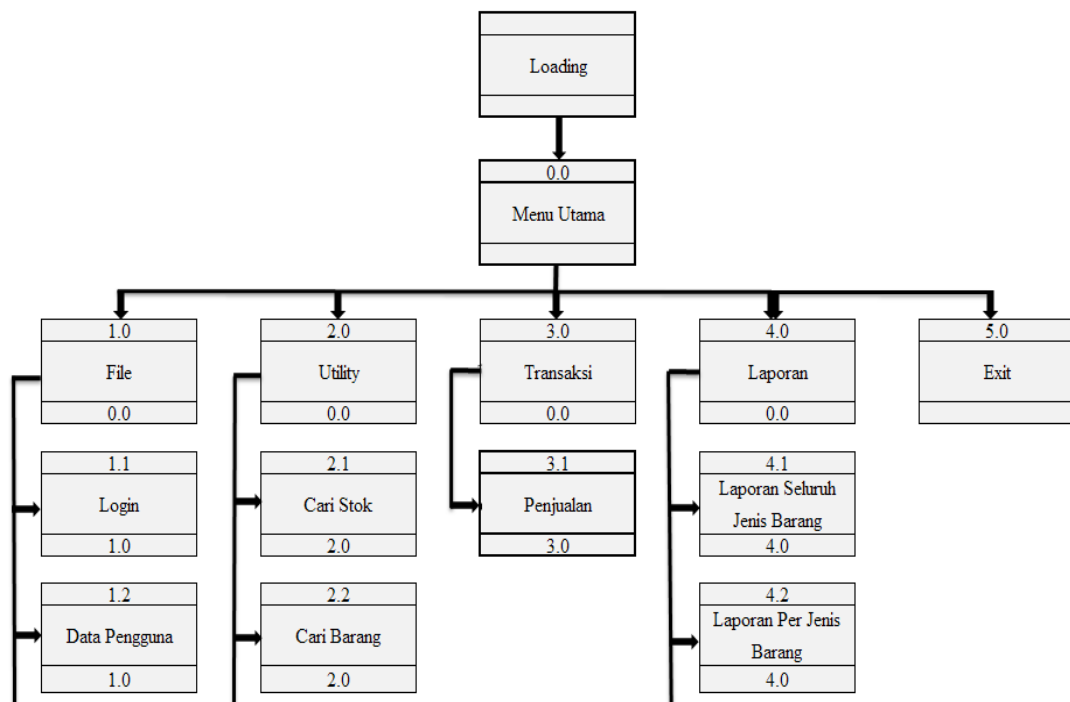 Loading
0.0
Menu Utama
1.0
File
0.0
2.0
Utility
0.0
3.0
Transaksi
0.0
4.0
Laporan
0.0
5.0
Exit
1.1
Login
1.0
2.1
Cari Stok
2.0
3.1
Penjualan
3.0
4.1
Laporan Seluruh
Jenis Barang
4.0
1.2
Data Pengguna
1.0
2.2
Cari Barang
2.0
4.2
Laporan Per Jenis
Barang
4.0